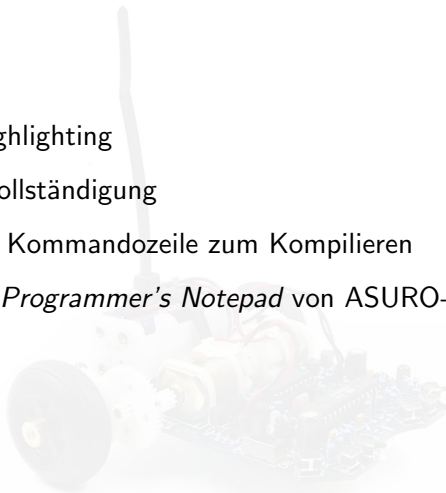 ghlighting
ollständigung
Kommandozeile zum Kompilieren
Programmer's Notepad von ASURO-